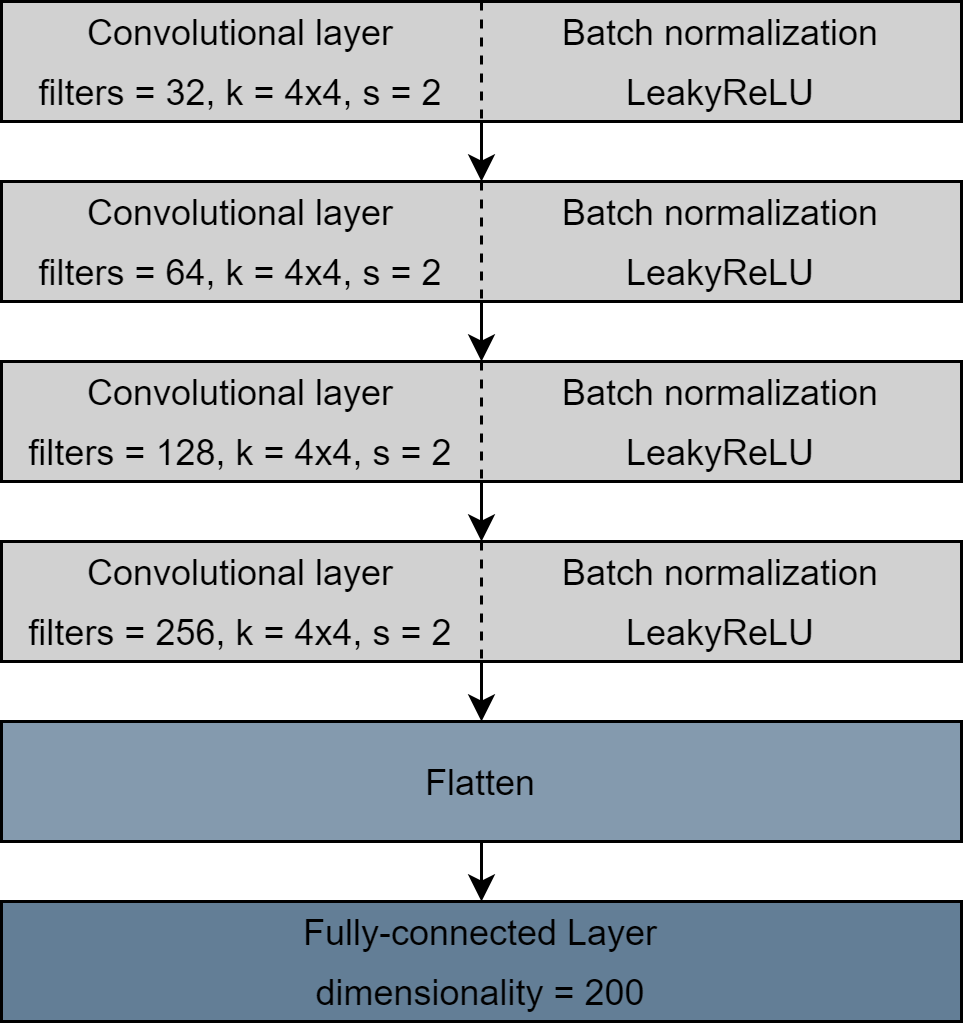 Convolutional layer
filters = 32, k = 4x4, s = 2
Batch normalization
LeakyReLU
Convolutional layer
filters = 64, k = 4x4, s = 2
Batch normalization
LeakyReLU
Convolutional layer
filters = 128, k = 4x4, s = 2
Batch normalization
LeakyReLU
Convolutional layer
filters = 256, k = 4x4, s = 2
Batch normalization
LeakyReLU
Flatten
Fully-connected Layer
dimensionality = 200